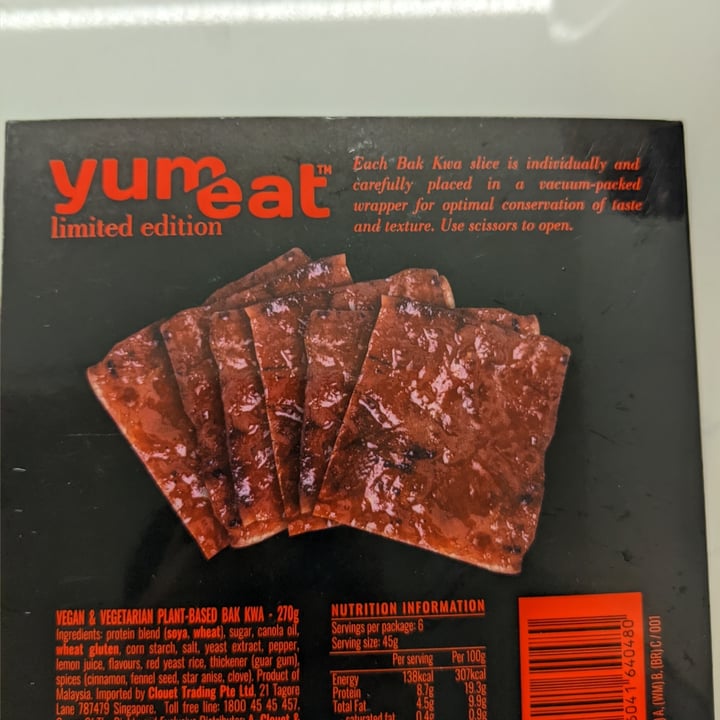 yumeat™
limited edition
Each Bak Kwa slice is individually and
carefully placed in a vacuum-packed
wrapper for optimal conservation of taste
and texture. Use scissors to open.
VEGAN & VEGETARIAN PLANT-BASED BAK KWA - 270g
Ingredients: protein blend (soya, wheat), sugar, canola oil,
wheat gluten, corn starch, salt, yeast extract, pepper,
lemon juice, flavours, red yeast rice, thickener (guar gum),
spices (cinnamon, fennel seed, star anise, clove). Product of
Malaysia. Imported by Clouet Trading Pte Ltd, 21 Tagore
Lane 787479 Singapore. Toll free line: 1800 45 45 457.
NUTRITION INFORMATION
Servings per package: 6
Serving size: 45g
Per serving Per 100g
Energy 138kcal 307kcal
Protein 8.7g 19.3g
Total Fat 4.5g 9.9g
saturated fat 0.4g 0.9g
041 640480
A, (VM) B, (BR) C / 001